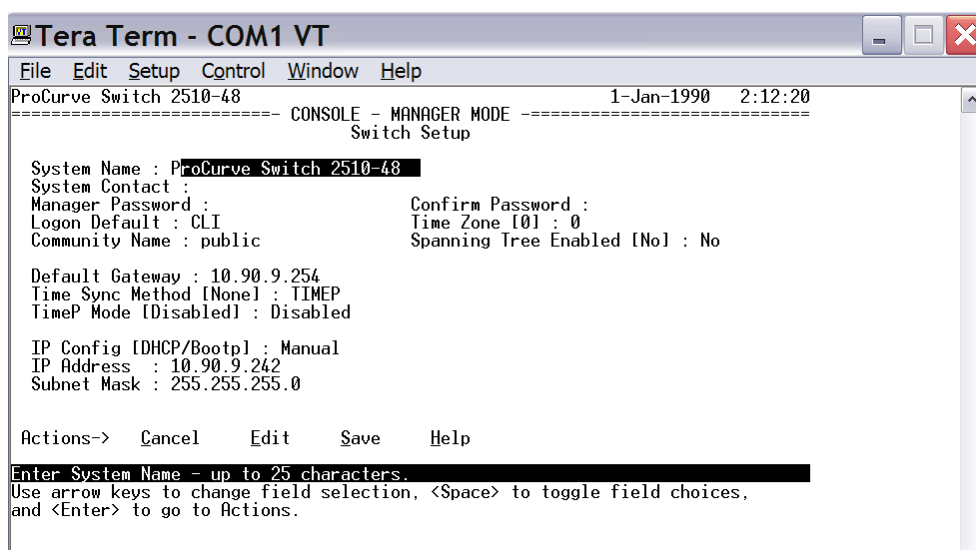 Tera Term - COM1 VT
File Edit Setup Control Window Help
ProCurve Switch 2510-48 1-Jan-1990 2:12:20
==========================- CONSOLE - MANAGER MODE -============================
Switch Setup
System Name : ProCurve Switch 2510-48
System Contact :
Manager Password : Confirm Password :
Logon Default : CLI Time Zone [0] : 0
Community Name : public Spanning Tree Enabled [No] : No
Default Gateway : 10.90.9.254
Time Sync Method [None] : TIMEP
TimeP Mode [Disabled] : Disabled
IP Config [DHCP/Bootp] : Manual
IP Address : 10.90.9.242
Subnet Mask : 255.255.255.0
Actions-> Cancel Edit Save Help
Enter System Name - up to 25 characters.
Use arrow keys to change field selection, <Space> to toggle field choices,
and <Enter> to go to Actions.